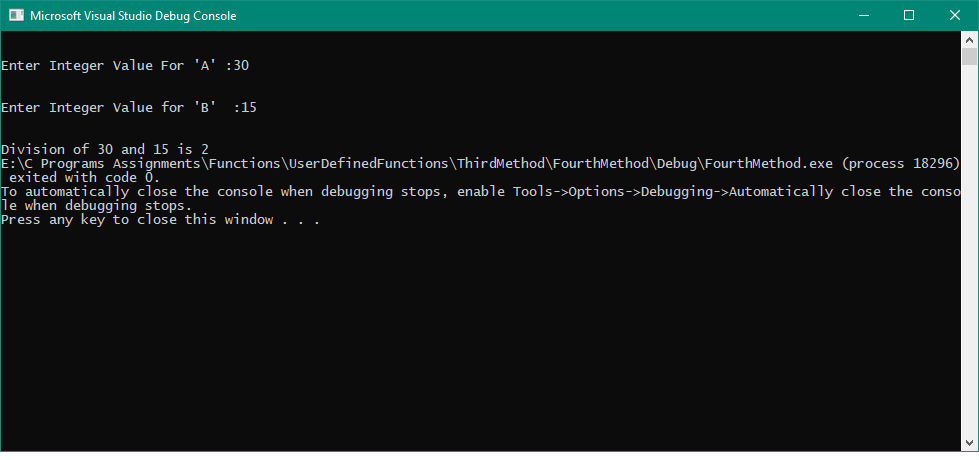 Microsoft Visual Studio Debug Console
Enter Integer Value For 'A' :30
Enter Integer Value for 'B'  :15
Division of 30 and 15 is 2
E:\C Programs Assignments\Functions\UserDefinedFunctions\ThirdMethod\FourthMethod\Debug\FourthMethod.exe (process 18296)
 exited with code 0.
To automatically close the console when debugging stops, enable Tools->Options->Debugging->Automatically close the conso
le when debugging stops.
Press any key to close this window . . .